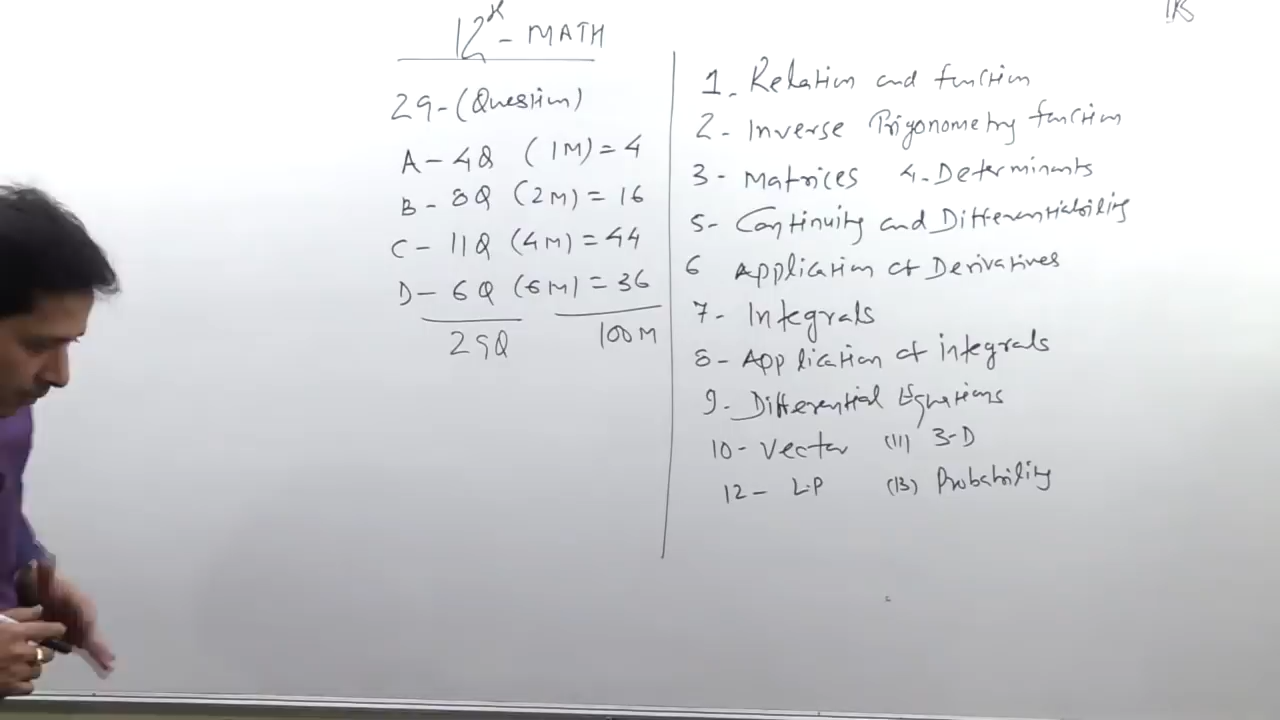 12th - MATH
29 - (Question)
A - 4Q (1M) = 4
B - 8Q (2M) = 16
C - 11Q (4M) = 44
D - 6Q (6M) = 36
29Q 100M
1. Relation and function
2 - Inverse Trigonometry function
3 - Matrices 4. Determinants
5 - Continuity and Differentiability
6 Application of Derivatives
7 - Integrals
8 - Application of integrals
9. Differential Equations
10 - Vector (11) 3-D
12 - L.P (13) Probability